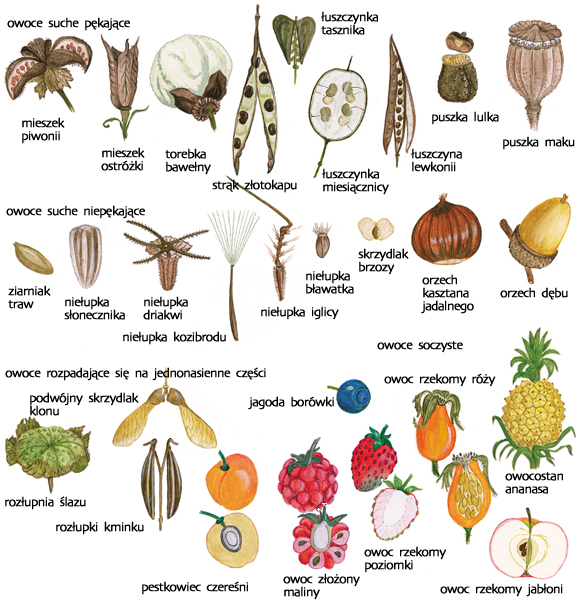 owoce suche pękające
łuszczynka
tasznika
mieszek
piwonii
mieszek
ostróżki
torebka
bawełny
strąk złotokapu
łuszczynka
miesiącznicy
łuszczyna
lewkonii
puszka lulka
puszka maku
owoce suche niepękające
ziarniak
traw
niełupka
słonecznika
niełupka
driakwi
niełupka kozibrodu
niełupka iglicy
niełupka
bławatka
skrzydlak
brzozy
orzech
kasztana
jadalnego
orzech dębu
owoce rozpadające się na jednonasienne części
podwójny skrzydlak
klonu
rozłupnia ślazu
rozłupki kminku
owoce soczyste
jagoda borówki
owoc rzekomy róży
owocostan
ananasa
pestkowiec czereśni
owoc złożony
maliny
owoc rzekomy
poziomki
owoc rzekomy jabłoni